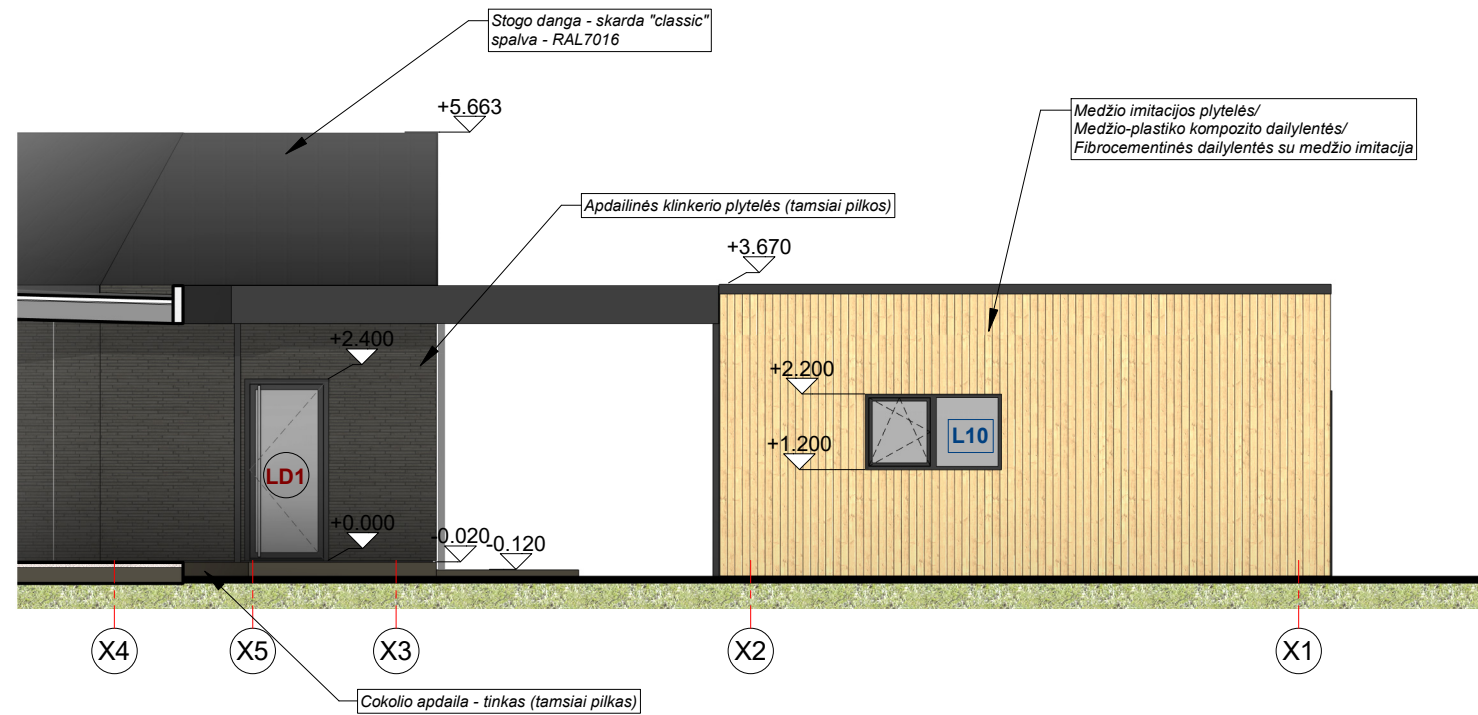 Stogo danga - skarda "classic"
spalva - RAL7016
+5.663
Medžio imitacijos plytelės/
Medžio-plastiko kompozito dailylentės/
Fibrocementinės dailylentės su medžio imitacija
Apdailinės klinkerio plytelės (tamsiai pilkos)
+3.670
+2.400
+2.200
+1.200
L10
LD1
+0.000
-0.020
-0.120
X4
X5
X3
X2
X1
Cokolio apdaila - tinkas (tamsiai pilkas)